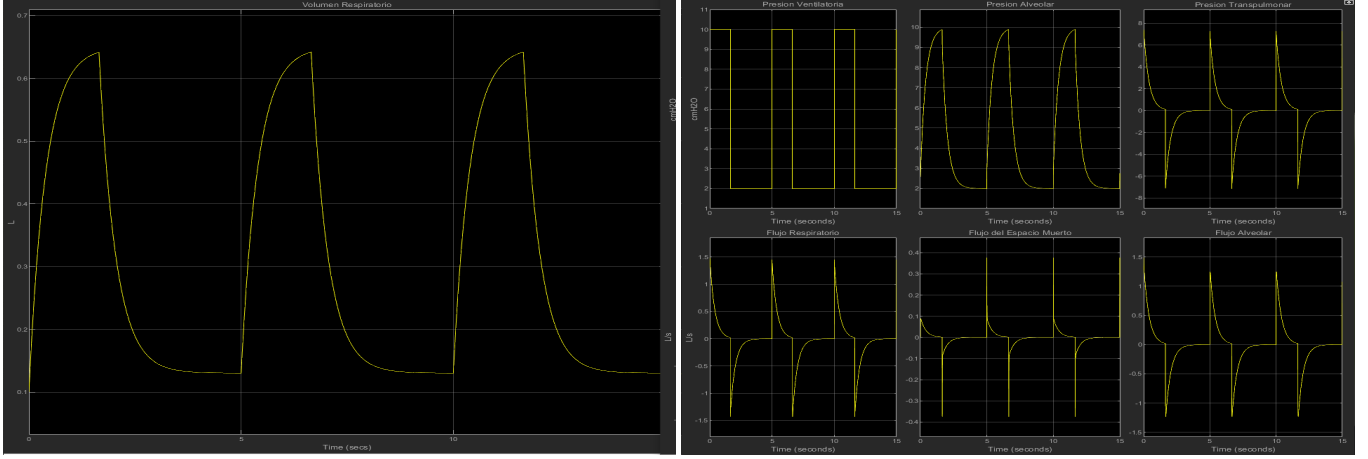 Volumen Respiratorio
0.7
0.6
0.5
0.4
0.3
0.2
0.1
L
0 5 10
Time (secs)
cmH2O
L/s
Presion Ventilatoria
11
10
9
8
7
6
5
4
3
2
1
cmH2O
0 5 10 15
Time (seconds)
Presion Alveolar
10
9
8
7
6
5
4
3
2
0 5 10 15
Time (seconds)
Presion Transpulmonar
8
6
4
2
0
-2
-4
-6
-8
0 5 10 15
Time (seconds)
Flujo Respiratorio
1.5
1
0.5
0
-0.5
-1
-1.5
L/s
0 5 10 15
Time (seconds)
Flujo del Espacio Muerto
0.4
0.3
0.2
0.1
0
-0.1
-0.2
-0.3
-0.4
0 5 10 15
Time (seconds)
Flujo Alveolar
1.5
1
0.5
0
-0.5
-1
-1.5
0 5 10 15
Time (seconds)